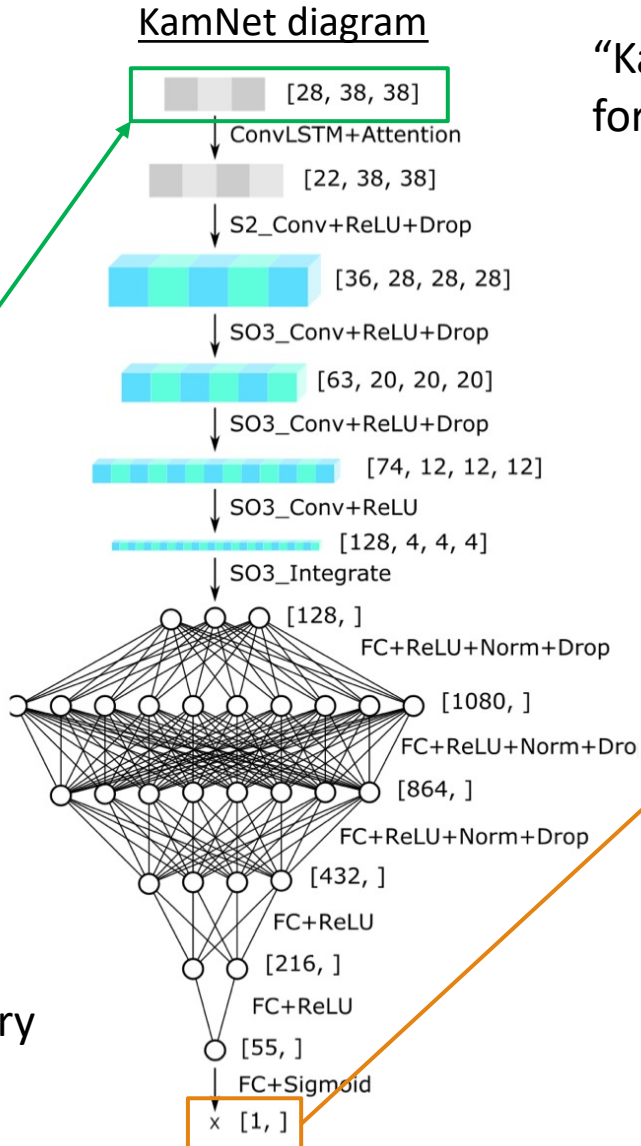 KamNet diagram
“Ka
for
[28, 38, 38]
ConvLSTM+Attention
[22, 38, 38]
S2_Conv+ReLU+Drop
[36, 28, 28, 28]
SO3_Conv+ReLU+Drop
[63, 20, 20, 20]
SO3_Conv+ReLU+Drop
[74, 12, 12, 12]
SO3_Conv+ReLU
[128, 4, 4, 4]
SO3_Integrate
[128, ]
FC+ReLU+Norm+Drop
[1080, ]
FC+ReLU+Norm+Dro
[864, ]
FC+ReLU+Norm+Drop
[432, ]
FC+ReLU
[216, ]
FC+ReLU
ry
[55, ]
FC+Sigmoid
x [1, ]